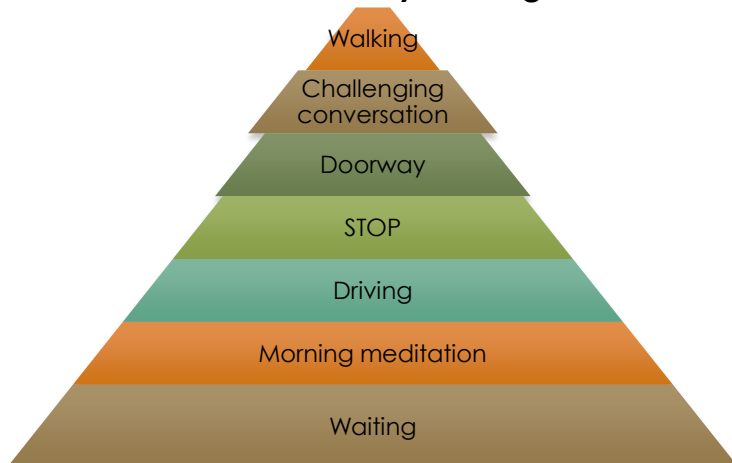 Walking
Challenging
conversation
Doorway
STOP
Driving
Morning meditation
Waiting